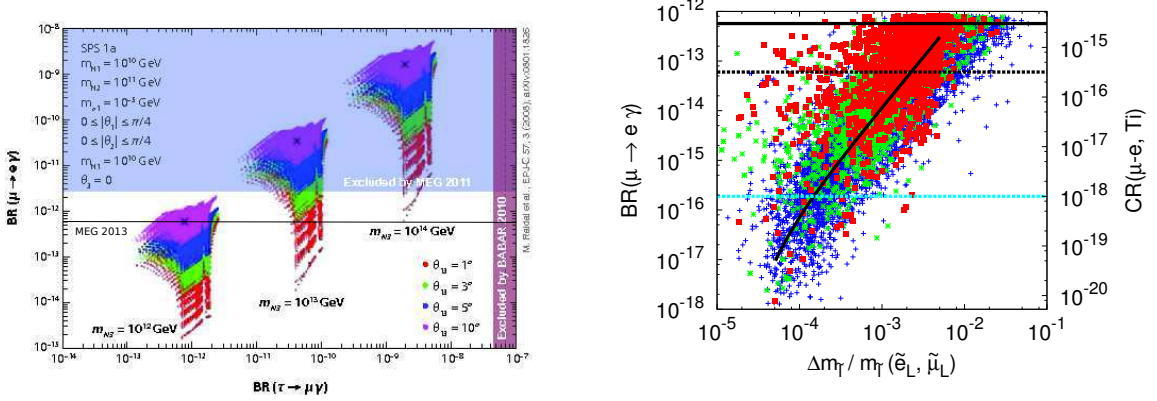 10⁻⁸
10⁻⁹
10⁻¹⁰
10⁻¹¹
10⁻¹²
10⁻¹³
10⁻¹⁴
10⁻¹⁵
BR (μ → e γ)
SPS 1a
m_N1 = 10¹⁰ GeV
m_N2 = 10¹¹ GeV
m_ν1 = 10⁻⁵ GeV
0 ≤ |θ₁| ≤ π/4
0 ≤ |θ₂| ≤ π/4
m_N1 = 10¹⁰ GeV
θ₃ = 0
Excluded by MEG 2011
MEG 2013
m_N3 = 10¹⁴ GeV
m_N3 = 10¹³ GeV
m_N3 = 10¹² GeV
θ₁₃ = 1°
θ₁₃ = 3°
θ₁₃ = 5°
θ₁₃ = 10°
Excluded by BABAR 2010
M. Raidal et al., EPJ-C 57, 3 (2008), arXiv:0801.1826
10⁻¹⁴ 10⁻¹³ 10⁻¹² 10⁻¹¹ 10⁻¹⁰ 10⁻⁹ 10⁻⁸ 10⁻⁷
BR (τ → μ γ)
BR(μ → e γ)
10⁻¹²
10⁻¹³
10⁻¹⁴
10⁻¹⁵
10⁻¹⁶
10⁻¹⁷
10⁻¹⁸
10⁻¹⁵
10⁻¹⁶
10⁻¹⁷
10⁻¹⁸
10⁻¹⁹
10⁻²⁰
CR(μ-e, Ti)
10⁻⁵ 10⁻⁴ 10⁻³ 10⁻² 10⁻¹
Δm_l̃ / m_l̃ (ẽ_L, μ̃_L)